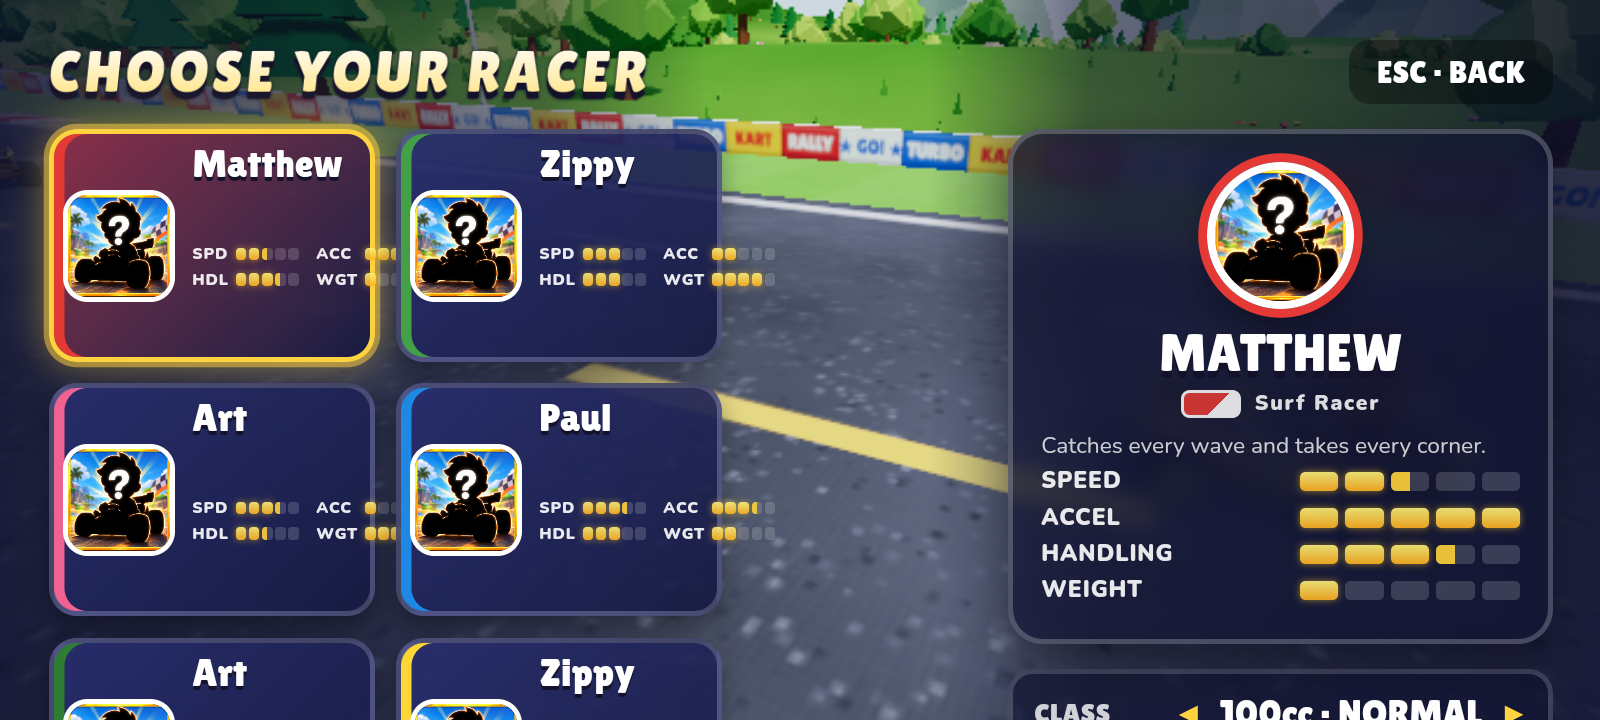 CHOOSE YOUR RACER
ESC · BACK
KART RALLY GO! TURBO
Matthew
?
SPD ACC
HDL WGT
Zippy
?
SPD ACC
HDL WGT
Art
?
SPD ACC
HDL WGT
Paul
?
SPD ACC
HDL WGT
Art
Zippy
?
MATTHEW
Surf Racer
Catches every wave and takes every corner.
SPEED
ACCEL
HANDLING
WEIGHT
CLASS 100cc · NORMAL